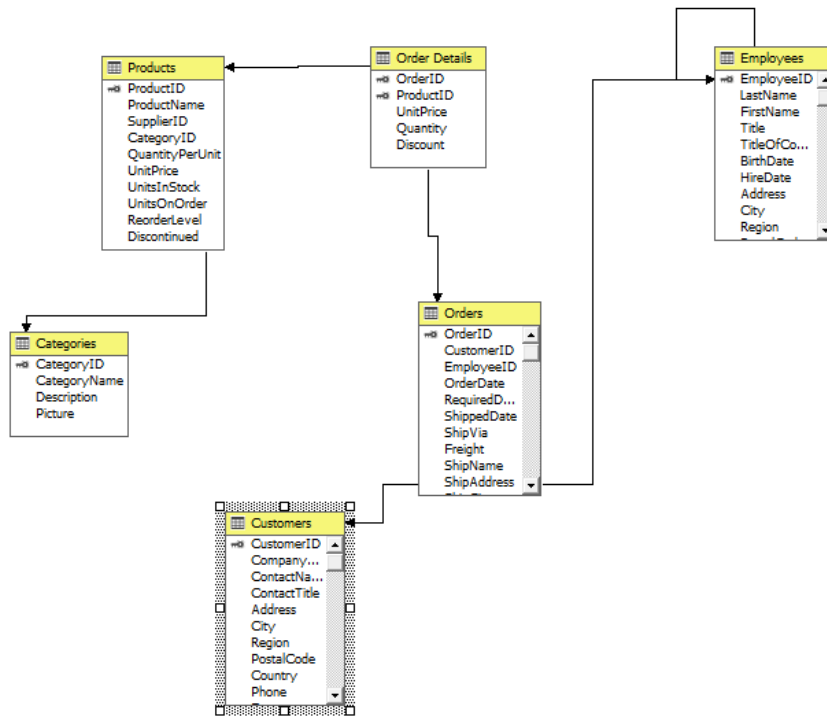 Products
ProductID
ProductName
SupplierID
CategoryID
QuantityPerUnit
UnitPrice
UnitsInStock
UnitsOnOrder
ReorderLevel
Discontinued
Order Details
OrderID
ProductID
UnitPrice
Quantity
Discount
Employees
EmployeeID
LastName
FirstName
Title
TitleOfCo...
BirthDate
HireDate
Address
City
Region
Categories
CategoryID
CategoryName
Description
Picture
Orders
OrderID
CustomerID
EmployeeID
OrderDate
RequiredD...
ShippedDate
ShipVia
Freight
ShipName
ShipAddress
Customers
CustomerID
Company...
ContactNa...
ContactTitle
Address
City
Region
PostalCode
Country
Phone